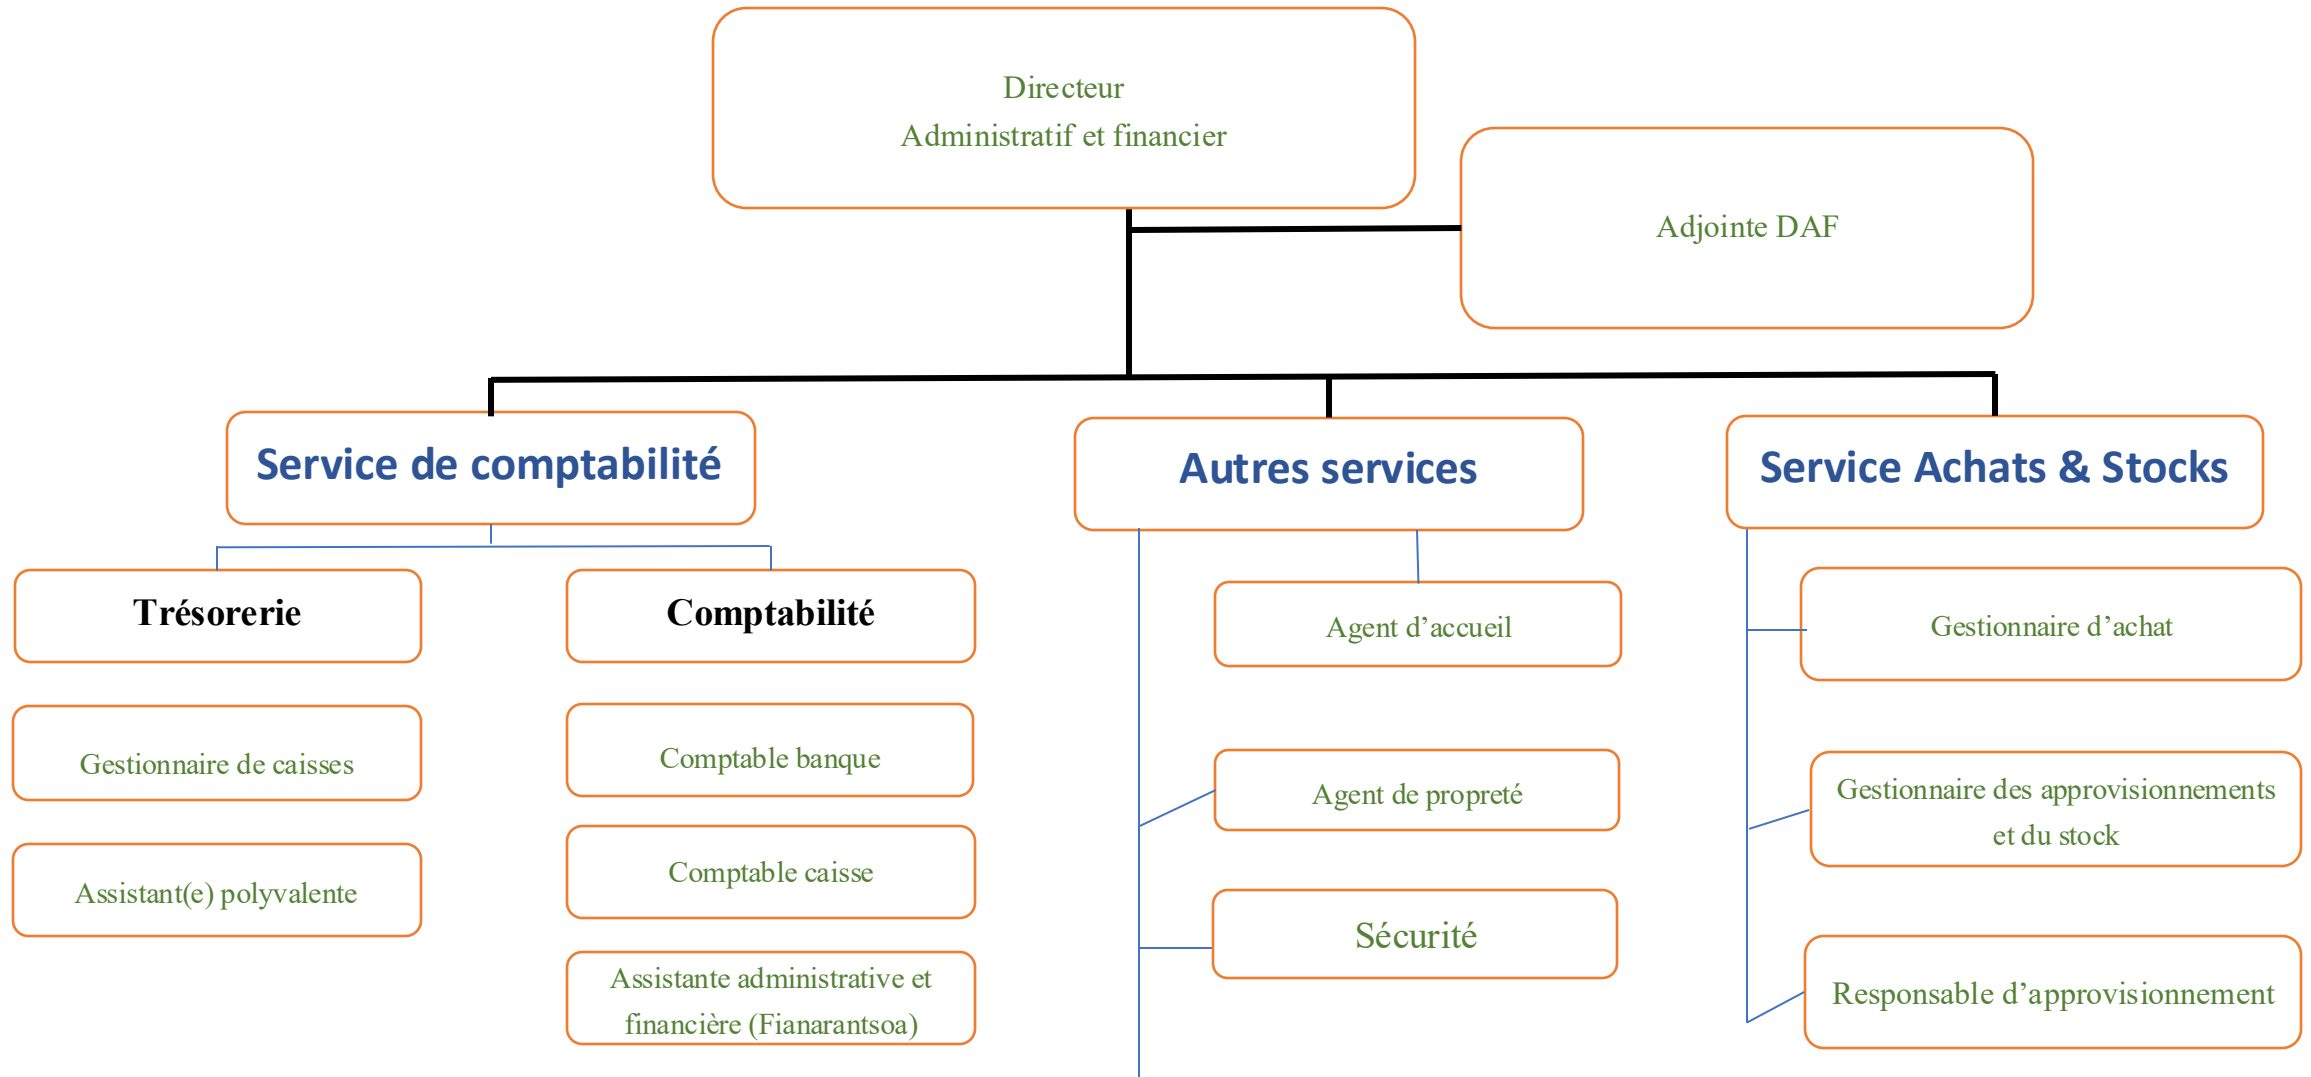 Directeur
Administratif et financier
Adjointe DAF
Service de comptabilité
Autres services
Service Achats & Stocks
Trésorerie
Comptabilité
Agent d’accueil
Gestionnaire d’achat
Gestionnaire de caisses
Comptable banque
Agent de propreté
Gestionnaire des approvisionnements
et du stock
Assistant(e) polyvalente
Comptable caisse
Sécurité
Assistante administrative et
financière (Fianarantsoa)
Responsable d’approvisionnement